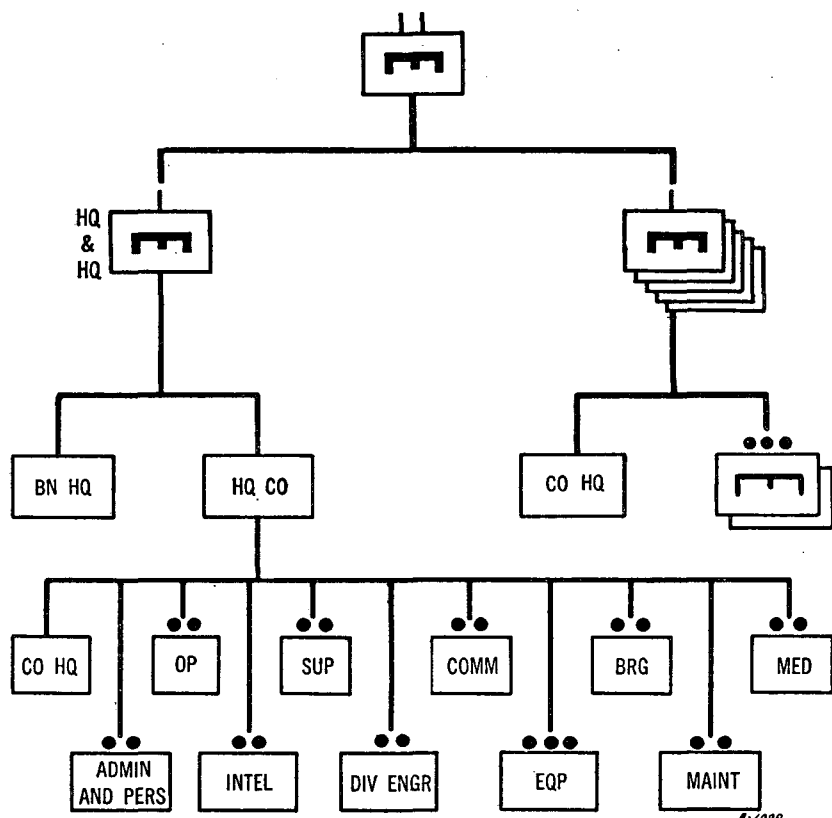 HQ
&
HQ
BN HQ
HQ CO
CO HQ
CO HQ
OP
SUP
COMM
BRG
MED
ADMIN
AND PERS
INTEL
DIV ENGR
EQP
MAINT